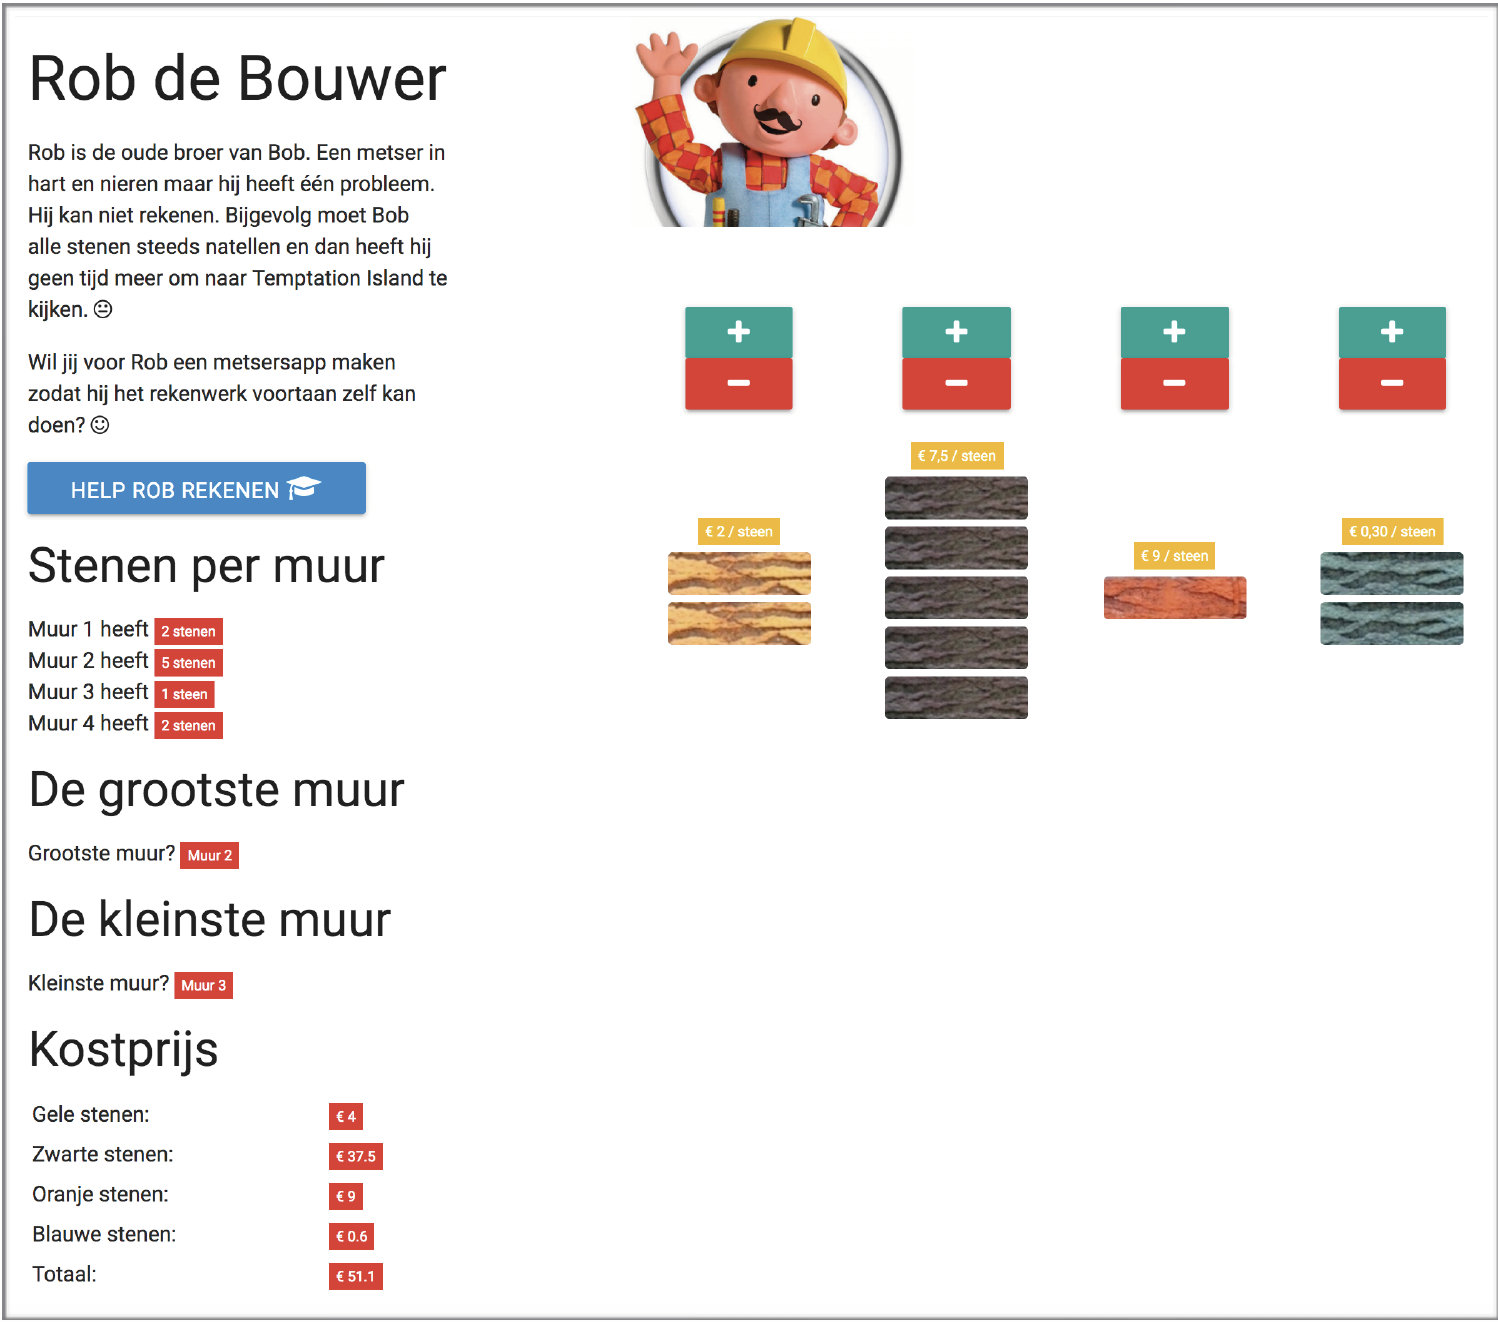 Rob de Bouwer
Rob is de oude broer van Bob. Een metser in
hart en nieren maar hij heeft één probleem.
Hij kan niet rekenen. Bijgevolg moet Bob
alle stenen steeds natellen en dan heeft hij
geen tijd meer om naar Temptation Island te
kijken.
Wil jij voor Rob een metsersapp maken
zodat hij het rekenwerk voortaan zelf kan
doen?
HELP ROB REKENEN
Stenen per muur
Muur 1 heeft 2 stenen
Muur 2 heeft 5 stenen
Muur 3 heeft 1 steen
Muur 4 heeft 2 stenen
De grootste muur
Grootste muur? Muur 2
De kleinste muur
Kleinste muur? Muur 3
Kostprijs
Gele stenen: € 4
Zwarte stenen: € 37.5
Oranje stenen: € 9
Blauwe stenen: € 0.6
Totaal: € 51.1
€ 2 / steen
€ 7,5 / steen
€ 9 / steen
€ 0,30 / steen